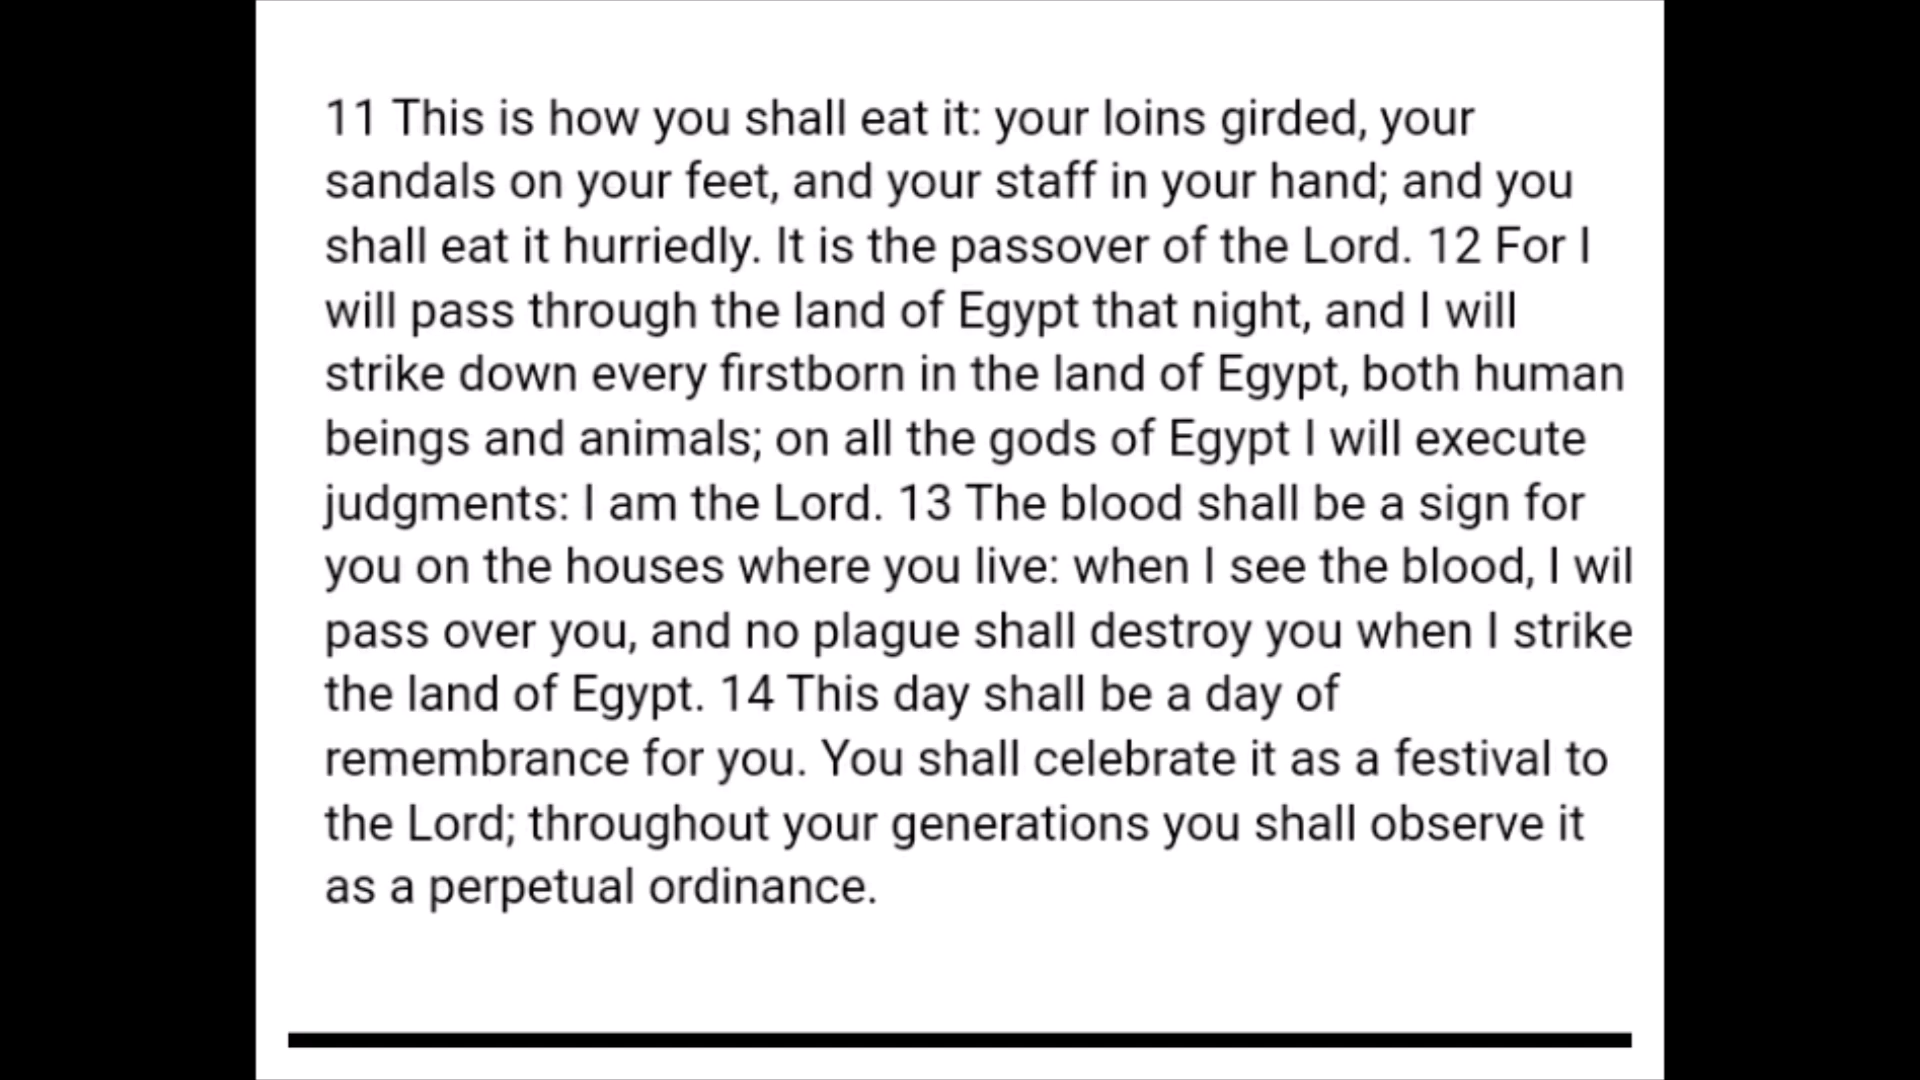 11 This is how you shall eat it: your loins girded, your
sandals on your feet, and your staff in your hand; and you
shall eat it hurriedly. It is the passover of the Lord. 12 For I
will pass through the land of Egypt that night, and I will
strike down every firstborn in the land of Egypt, both human
beings and animals; on all the gods of Egypt I will execute
judgments: I am the Lord. 13 The blood shall be a sign for
you on the houses where you live: when I see the blood, I wil
pass over you, and no plague shall destroy you when I strike
the land of Egypt. 14 This day shall be a day of
remembrance for you. You shall celebrate it as a festival to
the Lord; throughout your generations you shall observe it
as a perpetual ordinance.